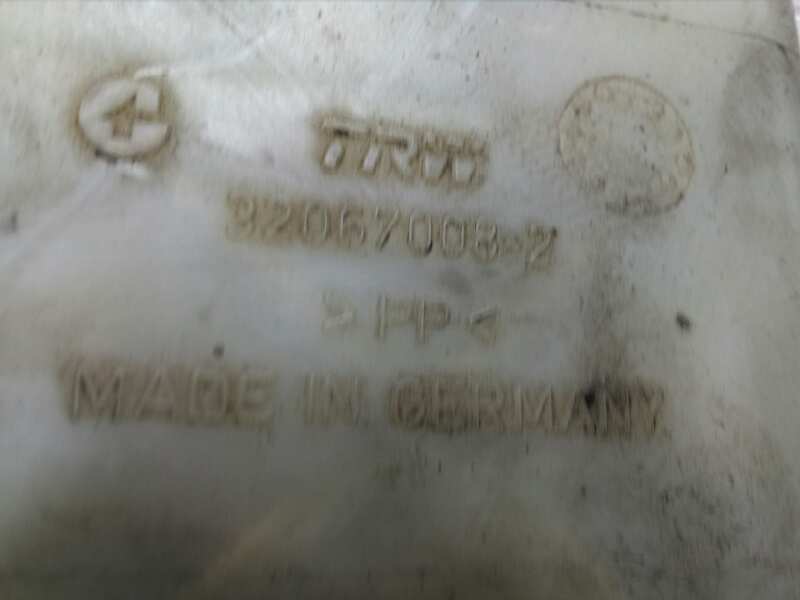 TRW
32067008-2
>PP<
MADE IN GERMANY